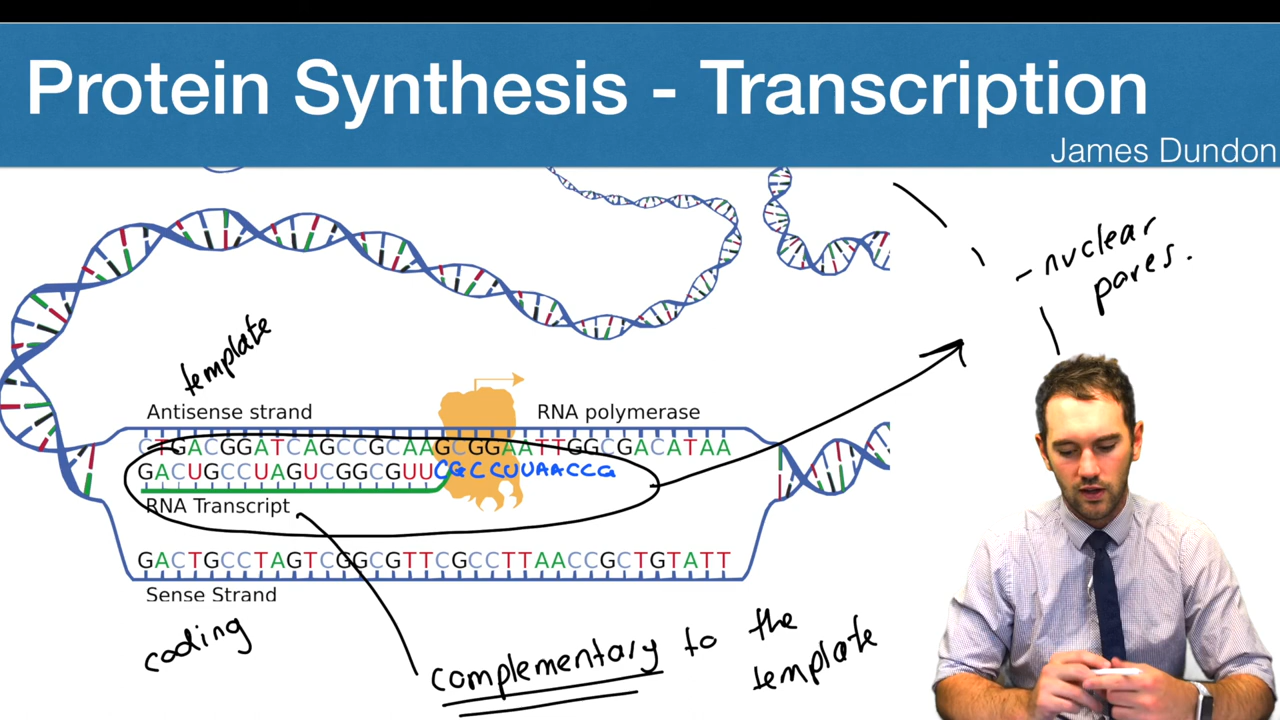 Protein Synthesis - Transcription
James Dundon
- nuclear
pores.
template
Antisense strand
RNA polymerase
CTGACGGATCAGCCGCAAGCGGAATTGGCGACATAA
GACUGCCUAGUCGGCGUUCGCCUUAACCG
RNA Transcript
GACTGCCTAGTCGGCGTTCGCCTTAACCGCTGTATT
Sense Strand
coding
complementary to the
template